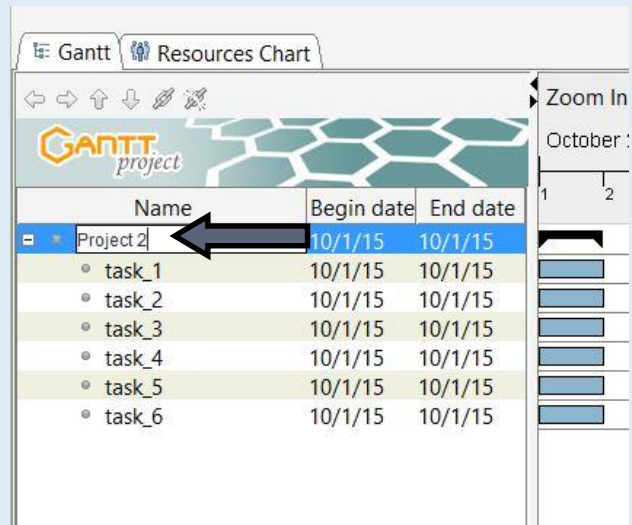 Gantt Resources Chart
Zoom In
GANTT project
October
1 2
Name Begin date End date
Project 2 10/1/15 10/1/15
task_1 10/1/15 10/1/15
task_2 10/1/15 10/1/15
task_3 10/1/15 10/1/15
task_4 10/1/15 10/1/15
task_5 10/1/15 10/1/15
task_6 10/1/15 10/1/15